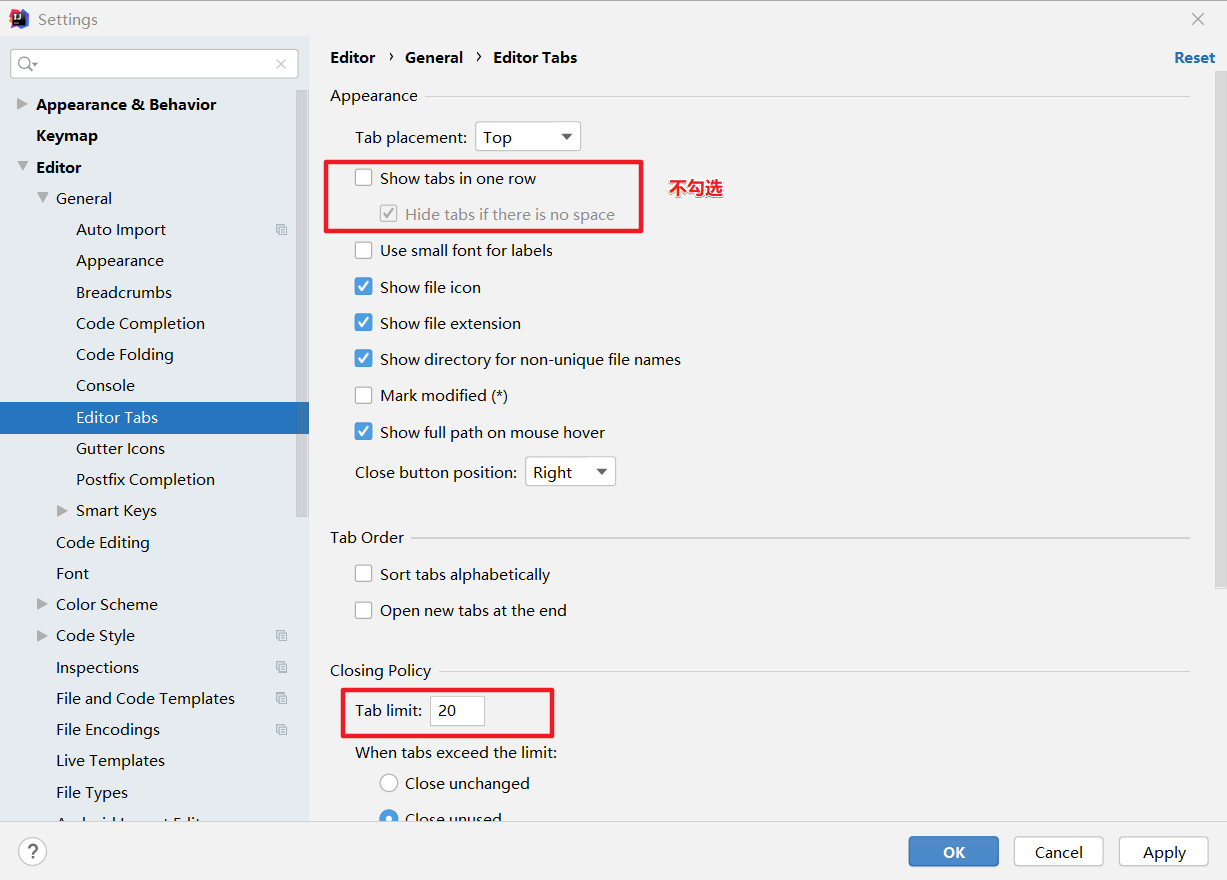 Settings
Appearance & Behavior
Keymap
Editor
General
Auto Import
Appearance
Breadcrumbs
Code Completion
Code Folding
Console
Editor Tabs
Gutter Icons
Postfix Completion
Smart Keys
Code Editing
Font
Color Scheme
Code Style
Inspections
File and Code Templates
File Encodings
Live Templates
File Types
Editor › General › Editor Tabs
Reset
Appearance
Tab placement: Top
Show tabs in one row
不勾选
Hide tabs if there is no space
Use small font for labels
Show file icon
Show file extension
Show directory for non-unique file names
Mark modified (*)
Show full path on mouse hover
Close button position: Right
Tab Order
Sort tabs alphabetically
Open new tabs at the end
Closing Policy
Tab limit: 20
When tabs exceed the limit:
Close unchanged
Close unused
?
OK
Cancel
Apply